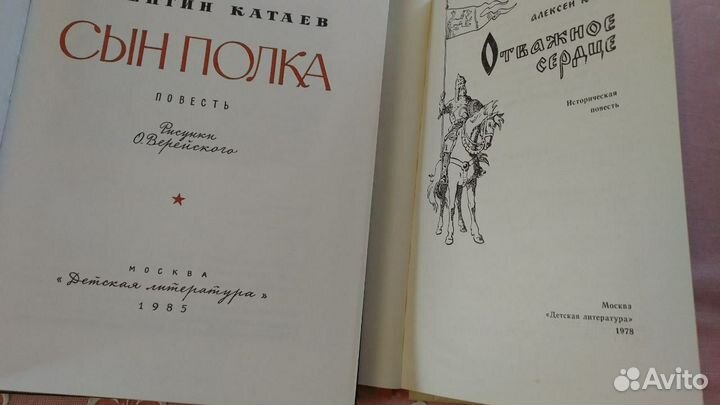 КАТАЕВ
СЫН ПОЛКА
ПОВЕСТЬ
Рисунки
О. Верейского
МОСКВА
«Детская литература»
1985
АЛЕКСЕЙ
Отважное
сердце
Историческая
повесть
Москва
«Детская литература»
1978
Avito